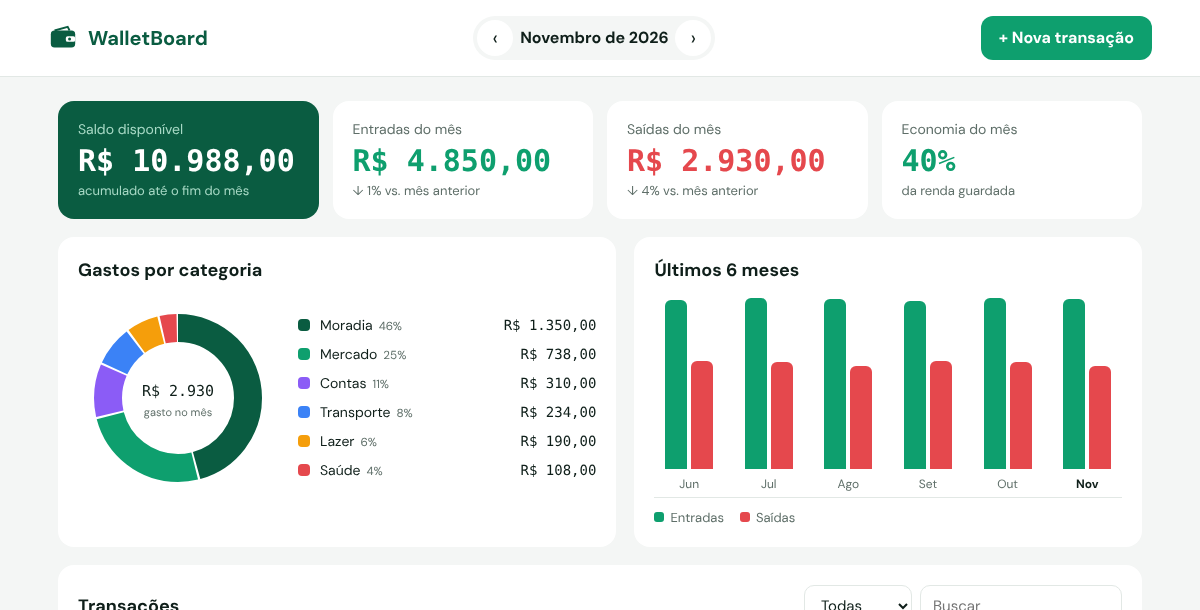 WalletBoard
‹ Novembro de 2026 ›
+ Nova transação
Saldo disponível
R$ 10.988,00
acumulado até o fim do mês
Entradas do mês
R$ 4.850,00
↓ 1% vs. mês anterior
Saídas do mês
R$ 2.930,00
↓ 4% vs. mês anterior
Economia do mês
40%
da renda guardada
Gastos por categoria
R$ 2.930
gasto no mês
Moradia 46% R$ 1.350,00
Mercado 25% R$ 738,00
Contas 11% R$ 310,00
Transporte 8% R$ 234,00
Lazer 6% R$ 190,00
Saúde 4% R$ 108,00
Últimos 6 meses
Jun Jul Ago Set Out Nov
Entradas Saídas
Transações
Todas
Buscar